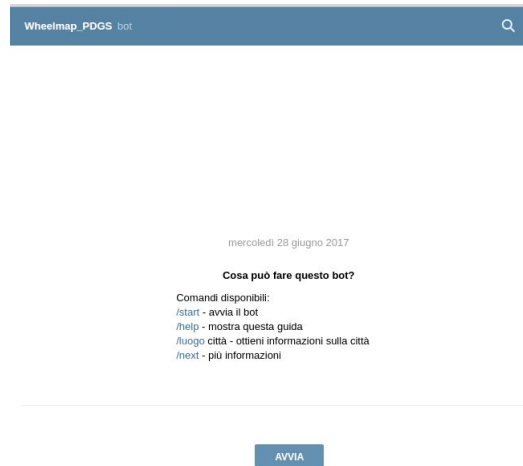 Wheelmap_PDGS bot
mercoledì 28 giugno 2017
Cosa può fare questo bot?
Comandi disponibili:
/start - avvia il bot
/help - mostra questa guida
/luogo città - ottieni informazioni sulla città
/next - più informazioni
AVVIA